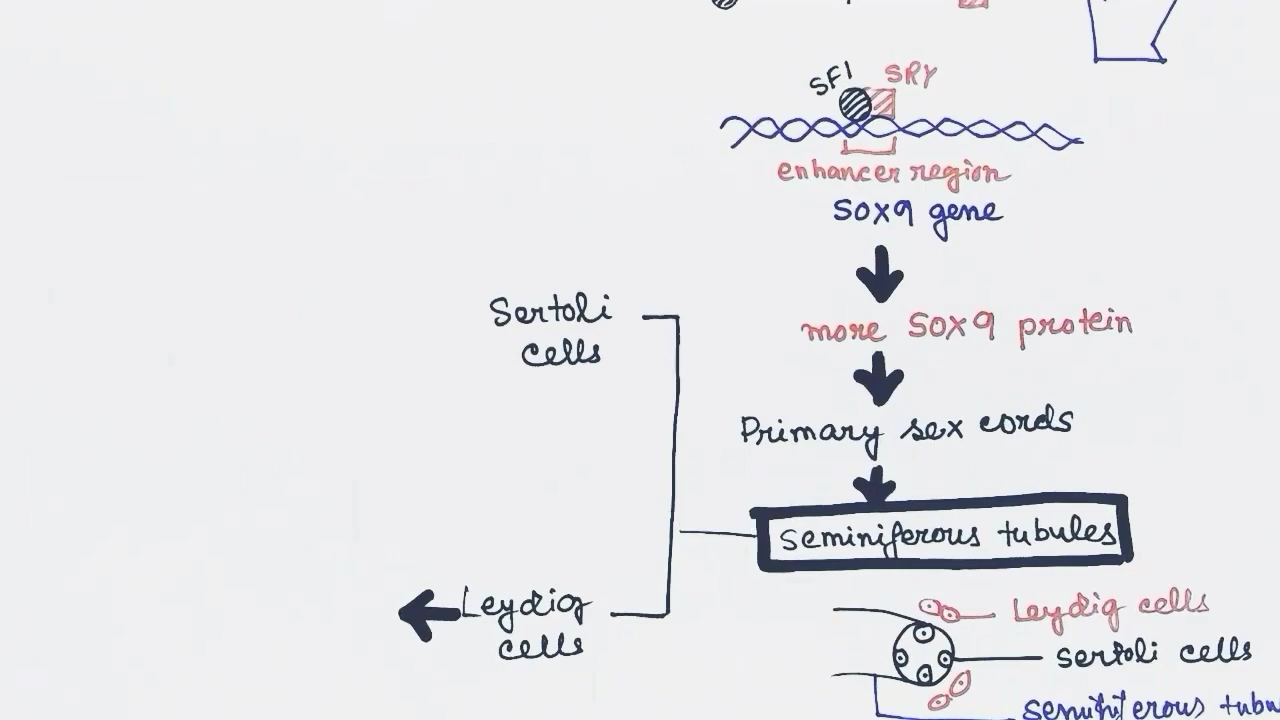 SF1 SRY
enhancer region
SOX9 gene
more SOX9 protein
Primary sex cords
seminiferous tubules
Sertoli
cells
Leydig
cells
Leydig cells
sertoli cells